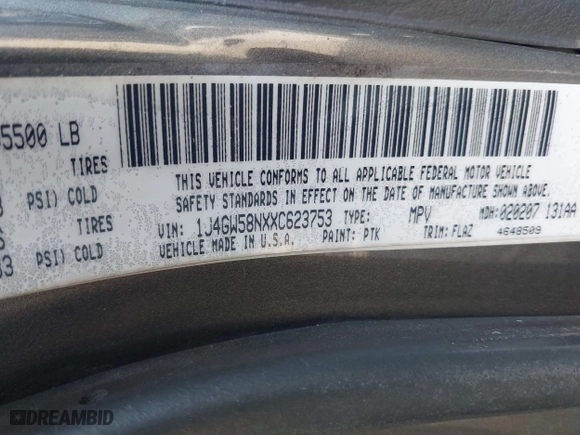 5500 LB
TIRES
PSI) COLD
TIRES
PSI) COLD
THIS VEHICLE CONFORMS TO ALL APPLICABLE FEDERAL MOTOR VEHICLE
SAFETY STANDARDS IN EFFECT ON THE DATE OF MANUFACTURE SHOWN ABOVE.
VIN: 1J4GW58NXXC623753 TYPE: MPV MDH: 020207 131AA
VEHICLE MADE IN U.S.A. PAINT: PTK TRIM: FLAZ 4648509
DREAMBID